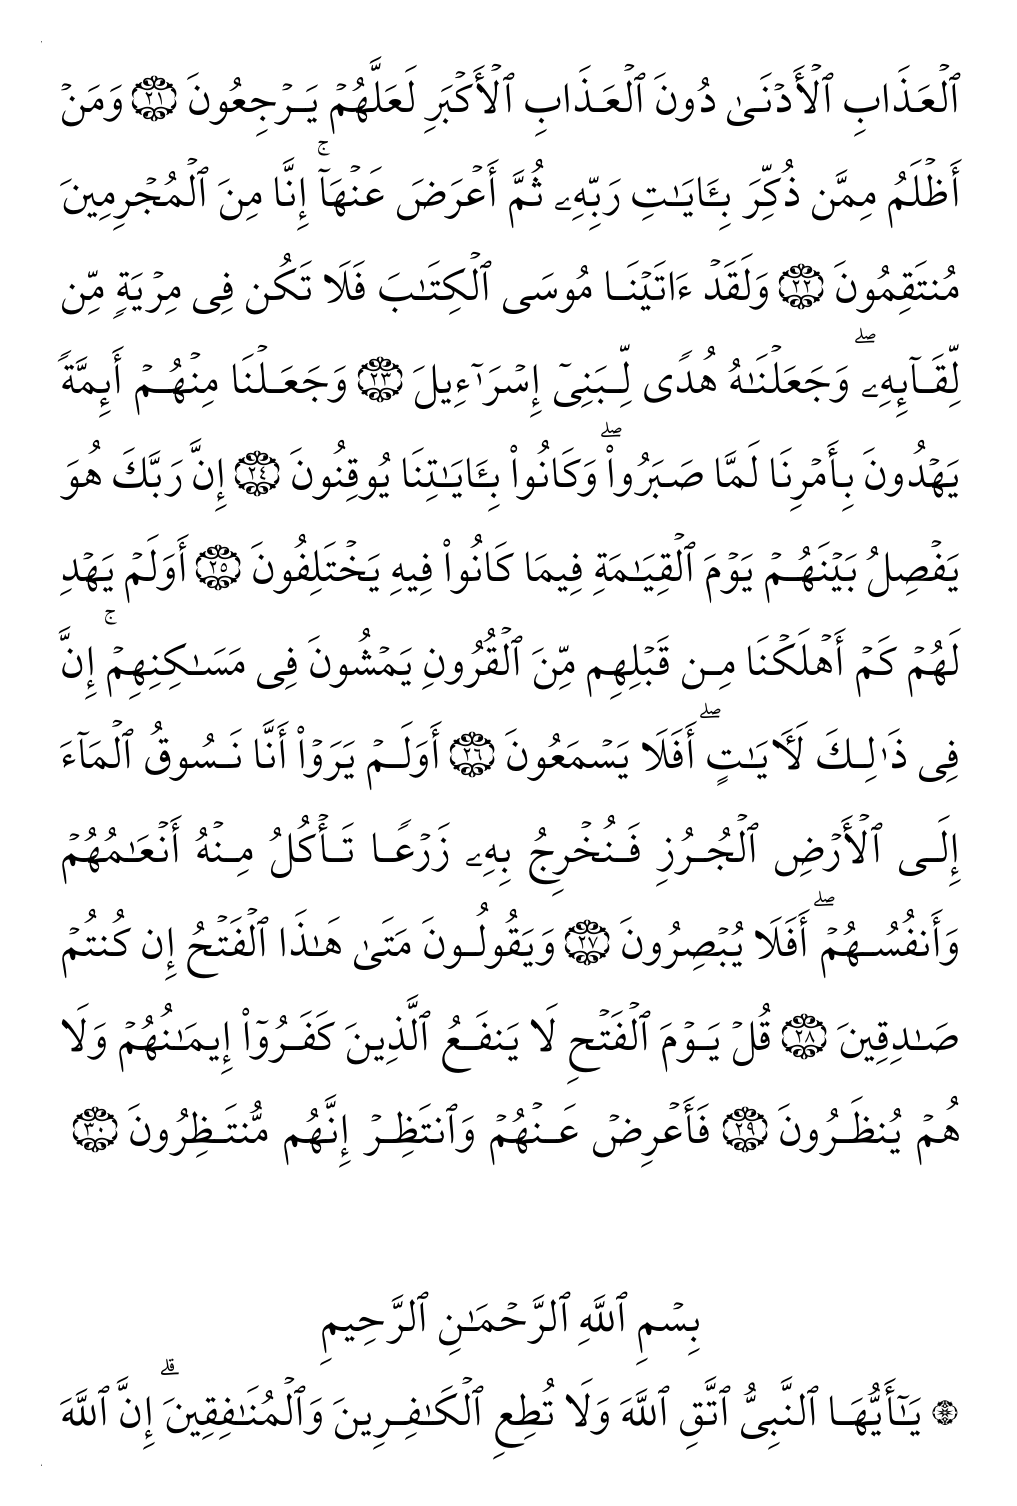 ٱلۡعَذَابِ ٱلۡأَدۡنَىٰ دُونَ ٱلۡعَذَابِ ٱلۡأَكۡبَرِ لَعَلَّهُمۡ يَرۡجِعُونَ ٢١ وَمَنۡ
أَظۡلَمُ مِمَّن ذُكِّرَ بِـَٔايَٰتِ رَبِّهِۦ ثُمَّ أَعۡرَضَ عَنۡهَآۚ إِنَّا مِنَ ٱلۡمُجۡرِمِينَ
مُنتَقِمُونَ ٢٢ وَلَقَدۡ ءَاتَيۡنَا مُوسَى ٱلۡكِتَٰبَ فَلَا تَكُن فِي مِرۡيَةٖ مِّن
لِّقَآئِهِۦۖ وَجَعَلۡنَٰهُ هُدٗى لِّبَنِيٓ إِسۡرَٰٓءِيلَ ٢٣ وَجَعَلۡنَا مِنۡهُمۡ أَئِمَّةٗ
يَهۡدُونَ بِأَمۡرِنَا لَمَّا صَبَرُواْۖ وَكَانُواْ بِـَٔايَٰتِنَا يُوقِنُونَ ٢٤ إِنَّ رَبَّكَ هُوَ
يَفۡصِلُ بَيۡنَهُمۡ يَوۡمَ ٱلۡقِيَٰمَةِ فِيمَا كَانُواْ فِيهِ يَخۡتَلِفُونَ ٢٥ أَوَلَمۡ يَهۡدِ
لَهُمۡ كَمۡ أَهۡلَكۡنَا مِن قَبۡلِهِم مِّنَ ٱلۡقُرُونِ يَمۡشُونَ فِي مَسَٰكِنِهِمۡۚ إِنَّ
فِي ذَٰلِكَ لَأٓيَٰتٍۖ أَفَلَا يَسۡمَعُونَ ٢٦ أَوَلَمۡ يَرَوۡاْ أَنَّا نَسُوقُ ٱلۡمَآءَ
إِلَى ٱلۡأَرۡضِ ٱلۡجُرُزِ فَنُخۡرِجُ بِهِۦ زَرۡعٗا تَأۡكُلُ مِنۡهُ أَنۡعَٰمُهُمۡ
وَأَنفُسُهُمۡۖ أَفَلَا يُبۡصِرُونَ ٢٧ وَيَقُولُونَ مَتَىٰ هَٰذَا ٱلۡفَتۡحُ إِن كُنتُمۡ
صَٰدِقِينَ ٢٨ قُلۡ يَوۡمَ ٱلۡفَتۡحِ لَا يَنفَعُ ٱلَّذِينَ كَفَرُوٓاْ إِيمَٰنُهُمۡ وَلَا
هُمۡ يُنظَرُونَ ٢٩ فَأَعۡرِضۡ عَنۡهُمۡ وَٱنتَظِرۡ إِنَّهُم مُّنتَظِرُونَ ٣٠
بِسۡمِ ٱللَّهِ ٱلرَّحۡمَٰنِ ٱلرَّحِيمِ
۞ يَٰٓأَيُّهَا ٱلنَّبِيُّ ٱتَّقِ ٱللَّهَ وَلَا تُطِعِ ٱلۡكَٰفِرِينَ وَٱلۡمُنَٰفِقِينَۗ إِنَّ ٱللَّهَ